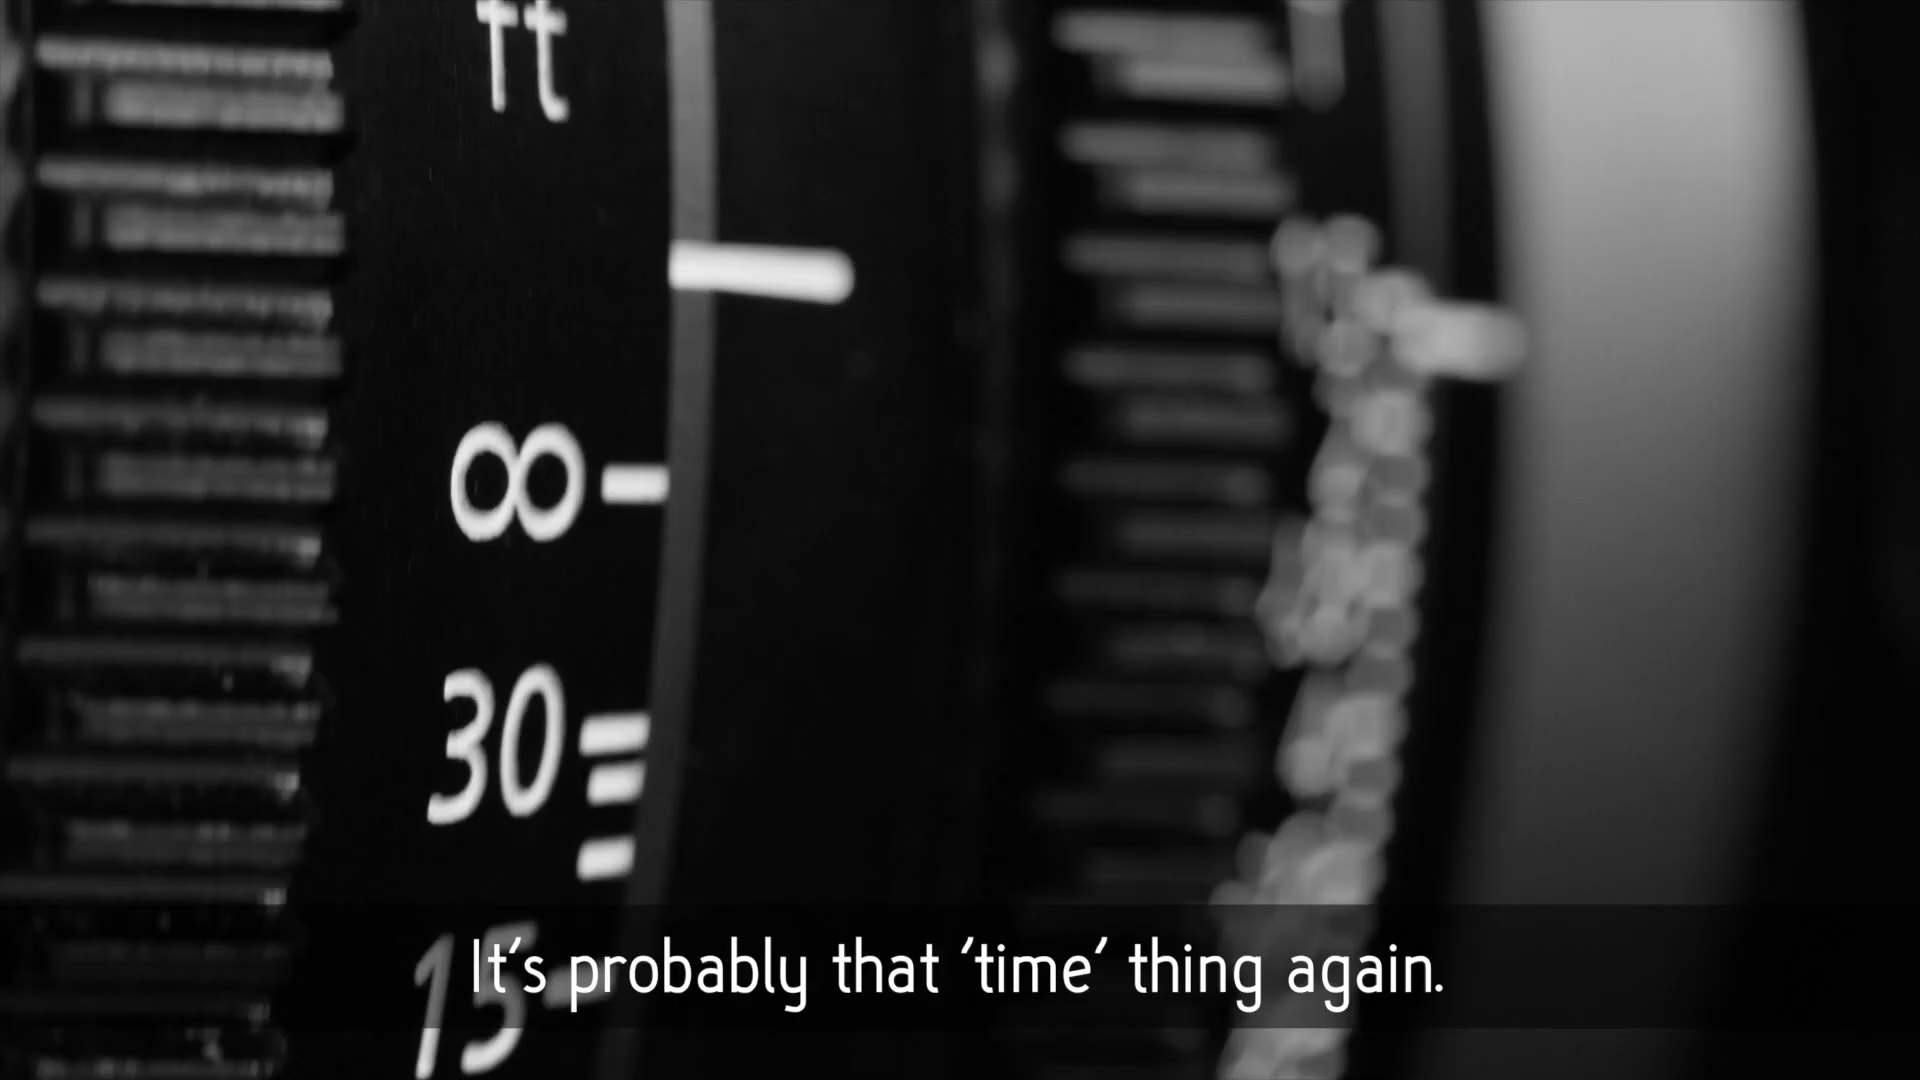 ft
∞
30
15
It's probably that 'time' thing again.